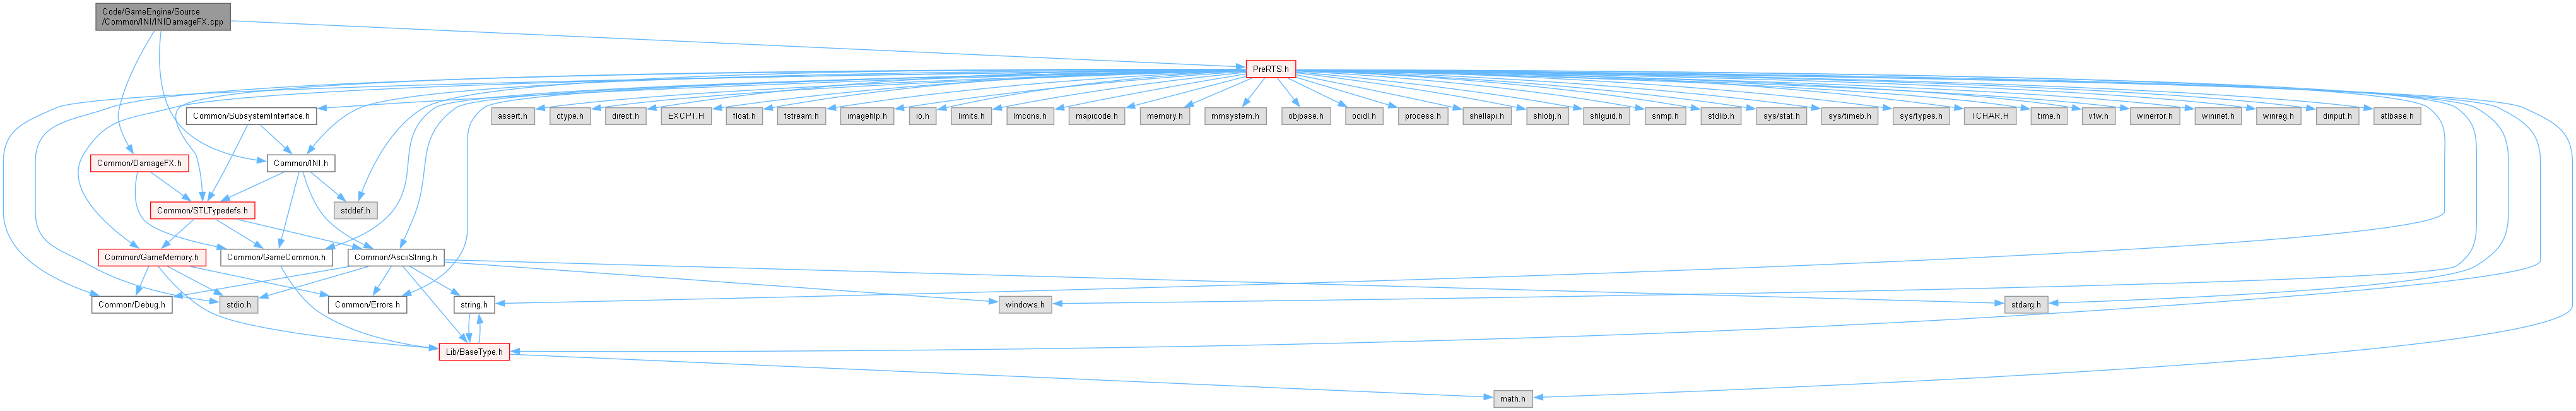 Code/GameEngine/Source
/Common/INI/INIDamageFX.cpp
PreRTS.h
Common/SubsystemInterface.h
assert.h
ctype.h
direct.h
EXCPT.H
float.h
fstream.h
imagehlp.h
io.h
limits.h
lmcons.h
mapicode.h
memory.h
mmsystem.h
objbase.h
ocidl.h
process.h
shellapi.h
shlobj.h
shlguid.h
snmp.h
stdlib.h
sys/stat.h
sys/timeb.h
sys/types.h
TCHAR.H
time.h
vfw.h
winerror.h
wininet.h
winreg.h
dinput.h
atlbase.h
Common/DamageFX.h
Common/INI.h
Common/STLTypedefs.h
stddef.h
Common/GameMemory.h
Common/GameCommon.h
Common/AsciiString.h
Common/Debug.h
stdio.h
Common/Errors.h
string.h
windows.h
stdarg.h
Lib/BaseType.h
math.h